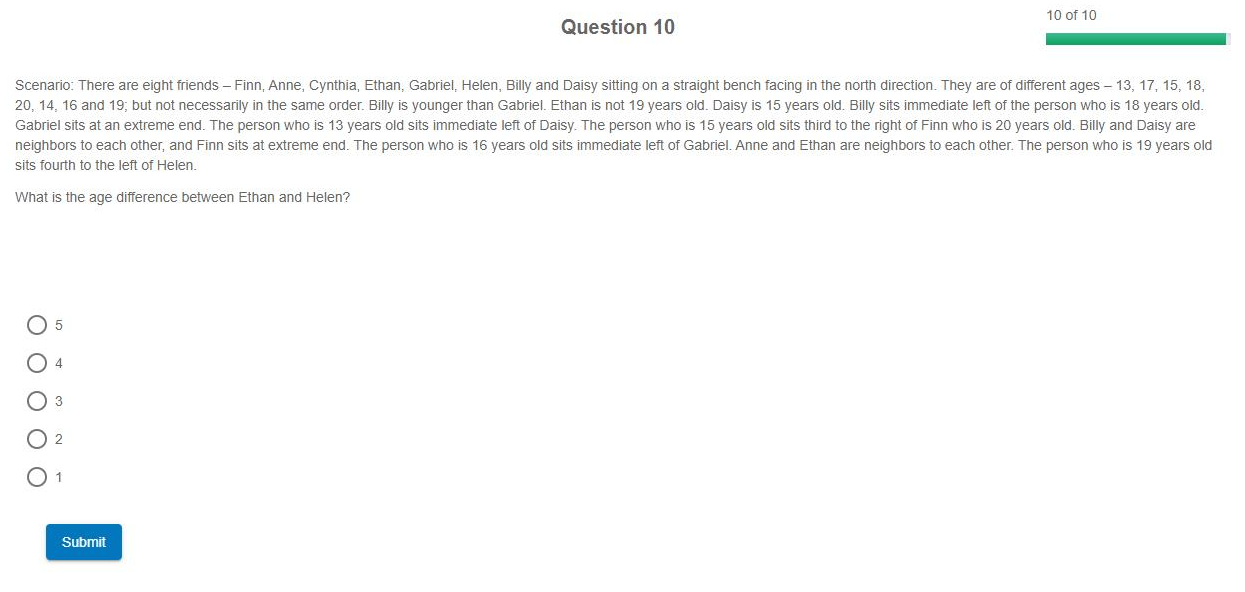 10 of 10
Question 10
Scenario: There are eight friends – Finn, Anne, Cynthia, Ethan, Gabriel, Helen, Billy and Daisy sitting on a straight bench facing in the north direction. They are of different ages – 13, 17, 15, 18,
20, 14, 16 and 19; but not necessarily in the same order. Billy is younger than Gabriel. Ethan is not 19 years old. Daisy is 15 years old. Billy sits immediate left of the person who is 18 years old.
Gabriel sits at an extreme end. The person who is 13 years old sits immediate left of Daisy. The person who is 15 years old sits third to the right of Finn who is 20 years old. Billy and Daisy are
neighbors to each other, and Finn sits at extreme end. The person who is 16 years old sits immediate left of Gabriel. Anne and Ethan are neighbors to each other. The person who is 19 years old
sits fourth to the left of Helen.
What is the age difference between Ethan and Helen?
5
4
3
2
1
Submit